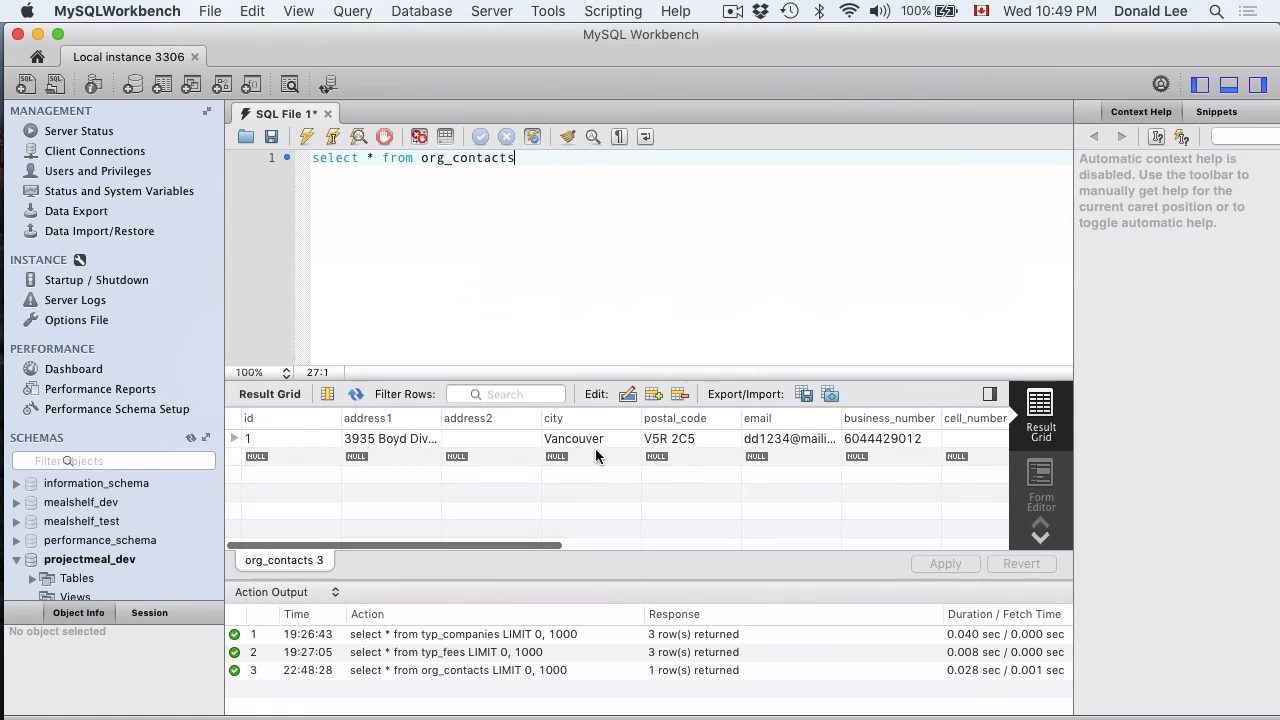 MySQLWorkbench File Edit View Query Database Server Tools Scripting Help 100% Wed 10:49 PM Donald Lee
MySQL Workbench
Local instance 3306
MANAGEMENT
Server Status
Client Connections
Users and Privileges
Status and System Variables
Data Export
Data Import/Restore
INSTANCE
Startup / Shutdown
Server Logs
Options File
PERFORMANCE
Dashboard
Performance Reports
Performance Schema Setup
SCHEMAS
Filter objects
information_schema
mealshelf_dev
mealshelf_test
performance_schema
projectmeal_dev
Tables
Views
Object Info Session
No object selected
SQL File 1*
1 select * from org_contacts
100% 27:1
Result Grid Filter Rows: Search Edit: Export/Import:
id address1 address2 city postal_code email business_number cell_number
1 3935 Boyd Div... Vancouver V5R 2C5 dd1234@maili... 6044429012
NULL NULL NULL NULL NULL NULL NULL NULL
Result Grid
Form Editor
org_contacts 3 Apply Revert
Action Output
Time Action Response Duration / Fetch Time
1 19:26:43 select * from typ_companies LIMIT 0, 1000 3 row(s) returned 0.040 sec / 0.000 sec
2 19:27:05 select * from typ_fees LIMIT 0, 1000 3 row(s) returned 0.008 sec / 0.000 sec
3 22:48:28 select * from org_contacts LIMIT 0, 1000 1 row(s) returned 0.028 sec / 0.001 sec
Context Help Snippets
Automatic context help is
disabled. Use the toolbar to
manually get help for the
current caret position or to
toggle automatic help.